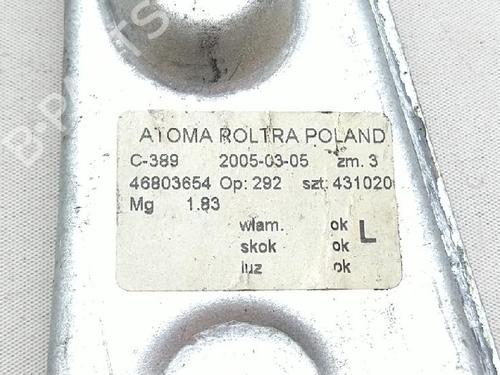 ATOMA ROLTRA POLAND
C-389 2005-03-05 zm. 3
46803654 Op: 292 szt: 431020
Mg 1.83
wlam. ok L
skok ok
luz ok
B-PARTS